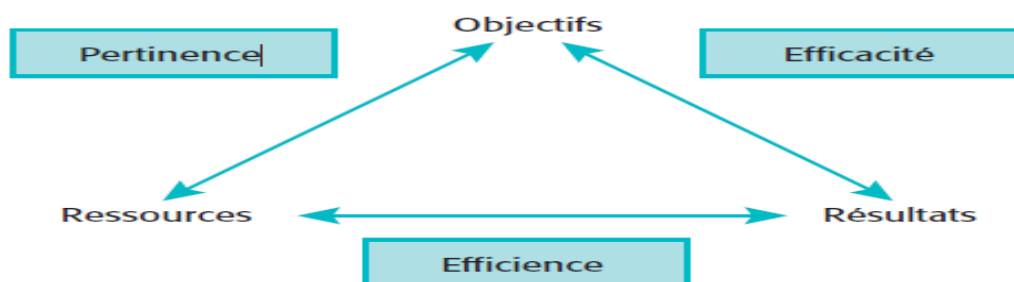 Objectifs
Pertinence
Efficacité
Ressources
Résultats
Efficience